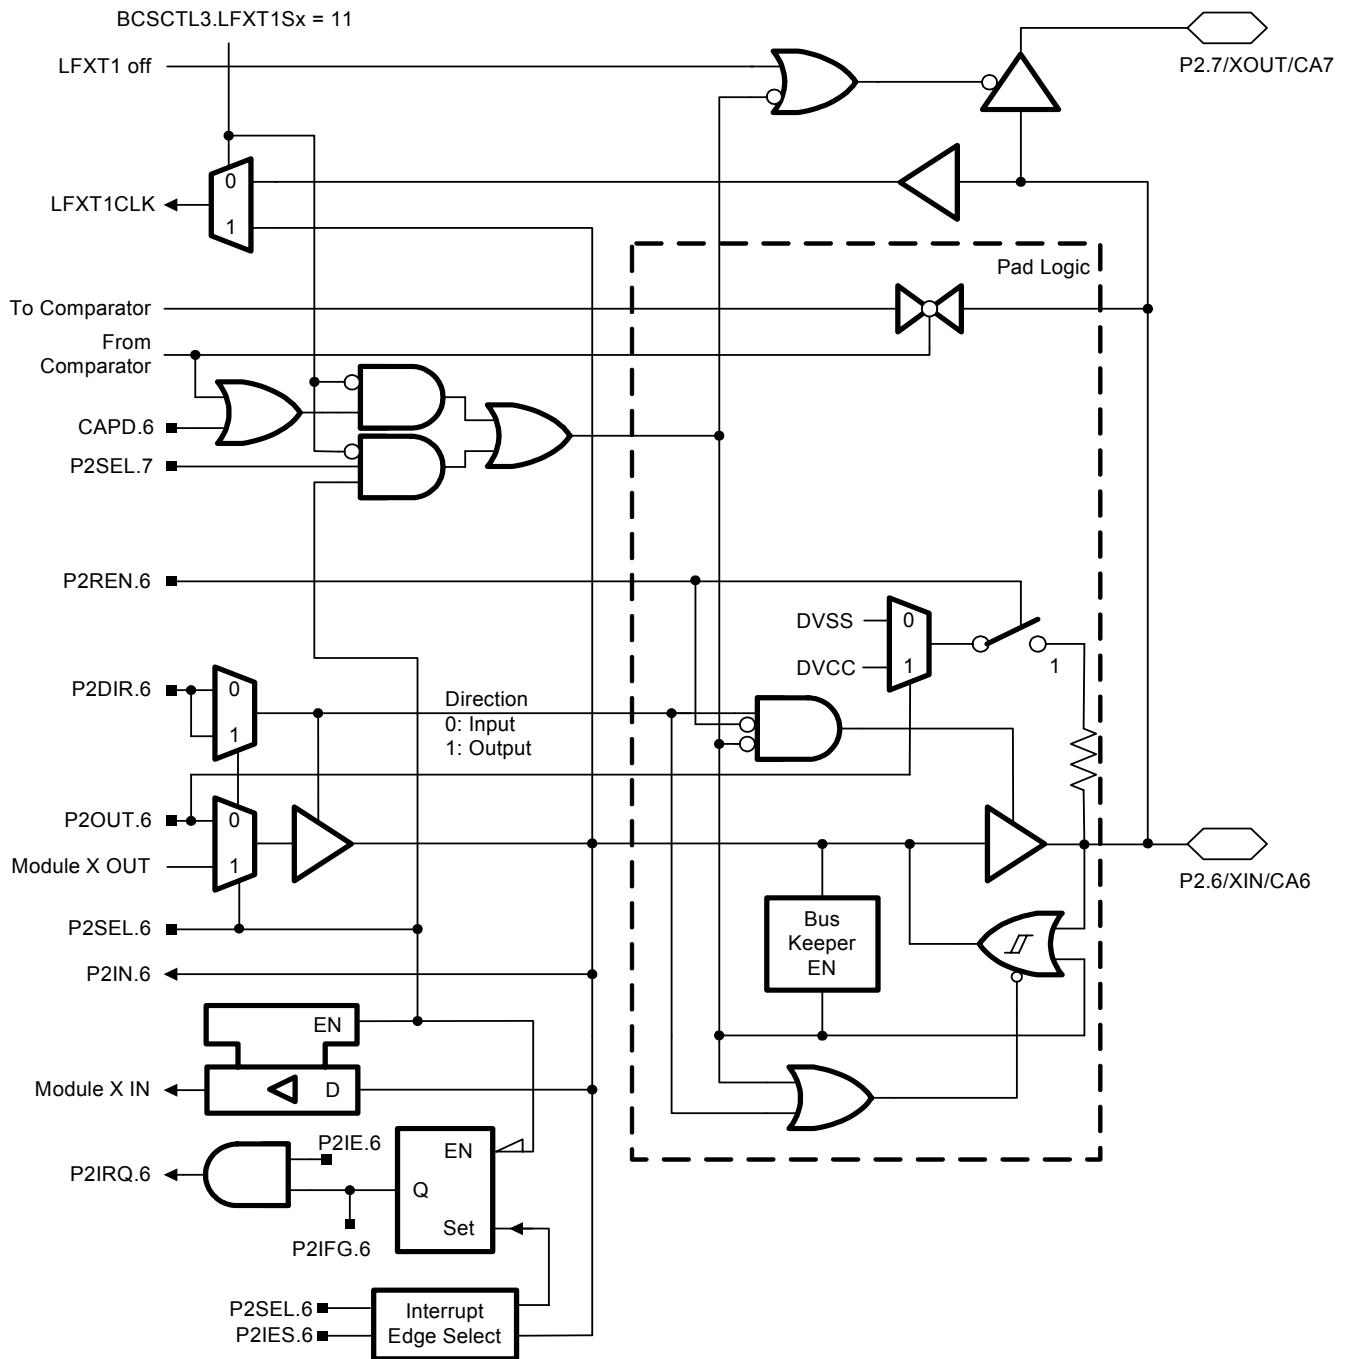 BCSCTL3.LFXT1Sx = 11
LFXT1 off
P2.7/XOUT/CA7
0
LFXT1CLK
1
Pad Logic
To Comparator
From
Comparator
CAPD.6
P2SEL.7
P2REN.6
DVSS
0
DVCC
1
1
P2DIR.6
0
1
Direction
0: Input
1: Output
P2OUT.6
0
Module X OUT
1
P2.6/XIN/CA6
P2SEL.6
Bus
Keeper
EN
P2IN.6
EN
Module X IN
D
P2IE.6
EN
P2IRQ.6
Q
Set
P2IFG.6
P2SEL.6
P2IES.6
Interrupt
Edge Select